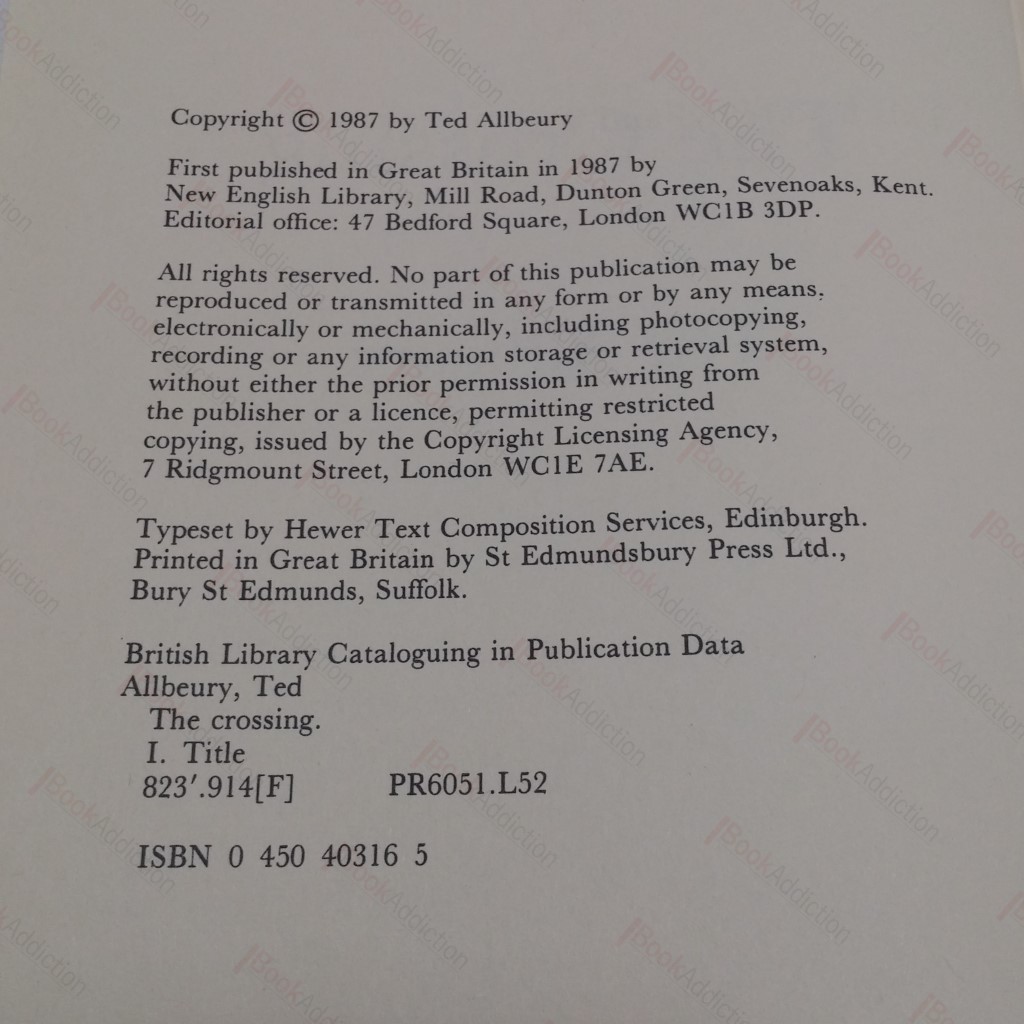 Copyright © 1987 by Ted Allbeury
First published in Great Britain in 1987 by
New English Library, Mill Road, Dunton Green, Sevenoaks, Kent.
Editorial office: 47 Bedford Square, London WC1B 3DP.
All rights reserved. No part of this publication may be
reproduced or transmitted in any form or by any means,
electronically or mechanically, including photocopying,
recording or any information storage or retrieval system,
without either the prior permission in writing from
the publisher or a licence, permitting restricted
copying, issued by the Copyright Licensing Agency,
7 Ridgmount Street, London WC1E 7AE.
Typeset by Hewer Text Composition Services, Edinburgh.
Printed in Great Britain by St Edmundsbury Press Ltd.,
Bury St Edmunds, Suffolk.
British Library Cataloguing in Publication Data
Allbeury, Ted
The crossing.
I. Title
823′.914[F] PR6051.L52
ISBN 0 450 40316 5
BookAddiction